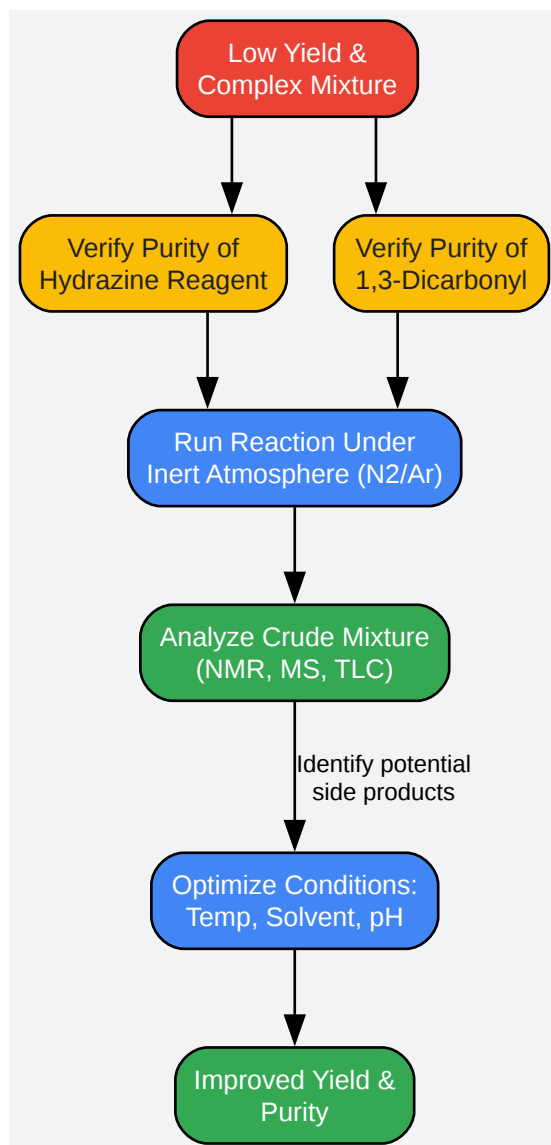 Low Yield &
Complex Mixture
Verify Purity of
Hydrazine Reagent
Verify Purity of
1,3-Dicarbonyl
Run Reaction Under
Inert Atmosphere (N2/Ar)
Analyze Crude Mixture
(NMR, MS, TLC)
Identify potential
side products
Optimize Conditions:
Temp, Solvent, pH
Improved Yield &
Purity